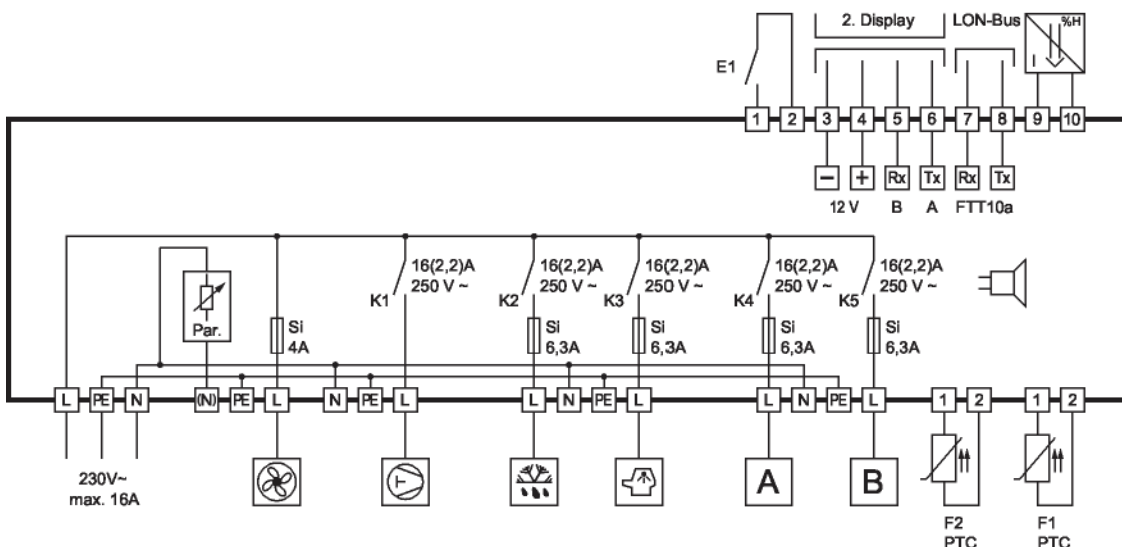 2. Display
LON-Bus
%H
I
E1
1 2 3 4 5 6 7 8 9 10
− + Rx Tx Rx Tx
12 V B A FTT10a
16(2,2)A
250 V ~
K1
16(2,2)A
250 V ~
K2
16(2,2)A
250 V ~
K3
16(2,2)A
250 V ~
K4
16(2,2)A
250 V ~
K5
Par.
Si
4A
Si
6,3A
Si
6,3A
Si
6,3A
Si
6,3A
L PE N (N) PE L N PE L L N PE L L N PE L 1 2 1 2
230V~
max. 16A
T
A
B
F2
PTC
F1
PTC